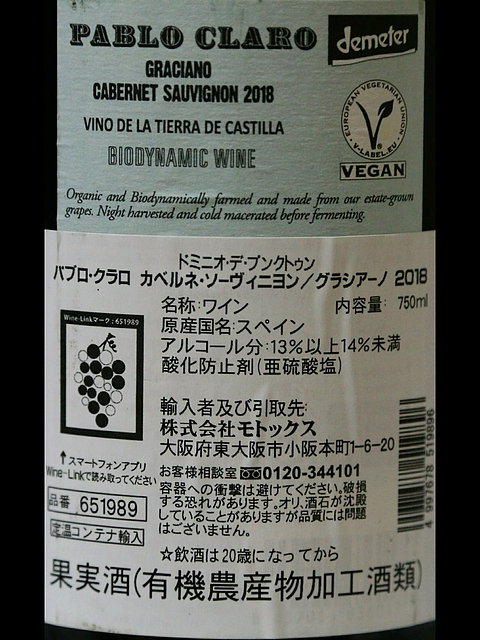 PABLO CLARO
demeter
GRACIANO
CABERNET SAUVIGNON 2018
VINO DE LA TIERRA DE CASTILLA
BIODYNAMIC WINE
EUROPEAN VEGETARIAN UNION
V-LABEL.EU
VEGAN
Organic and Biodynamically farmed and made from our estate-grown
grapes. Night harvested and cold macerated before fermenting.
ドミニオ・デ・プンクトゥン
パブロ・クラロ カベルネ・ソーヴィニヨン/グラシアーノ 2018
名称:ワイン 内容量: 750ml
原産国名:スペイン
アルコール分:13%以上14%未満
酸化防止剤(亜硫酸塩)
Wine-Linkマーク:651989
輸入者及び引取先:
株式会社モトックス
大阪府東大阪市小阪本町1-6-20
↑スマートフォンアプリ
Wine-Linkで読み取ってください
お客様相談室 0120-344101
容器への衝撃は避けてください。破損
する恐れがあります。オリ、酒石が沈殿
していることがありますが品質には問題
はございません。
品番 651989
定温コンテナ輸入
4 997678 519896
☆飲酒は20歳になってから
果実酒(有機農産物加工酒類)